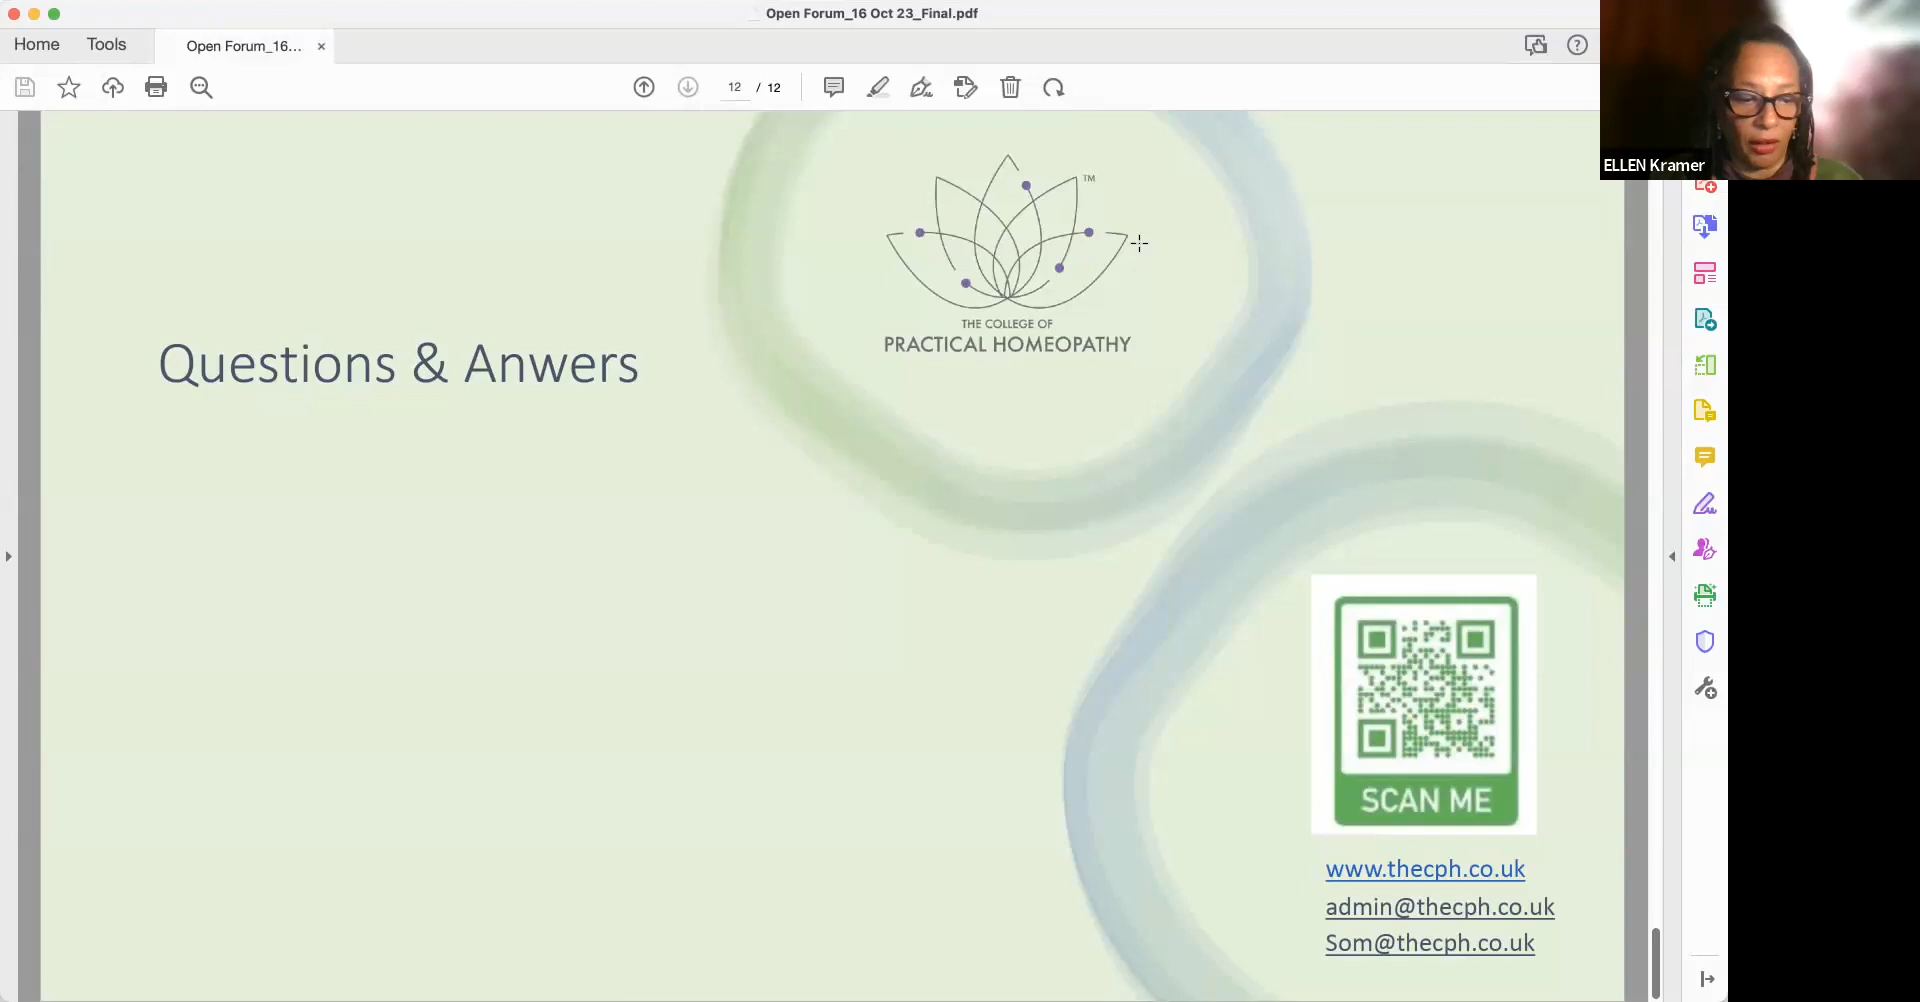 Open Forum_16 Oct 23_Final.pdf
Home Tools Open Forum_16... ×
12 / 12
ELLEN Kramer
TM
THE COLLEGE OF
PRACTICAL HOMEOPATHY
Questions & Anwers
SCAN ME
www.thecph.co.uk
admin@thecph.co.uk
Som@thecph.co.uk